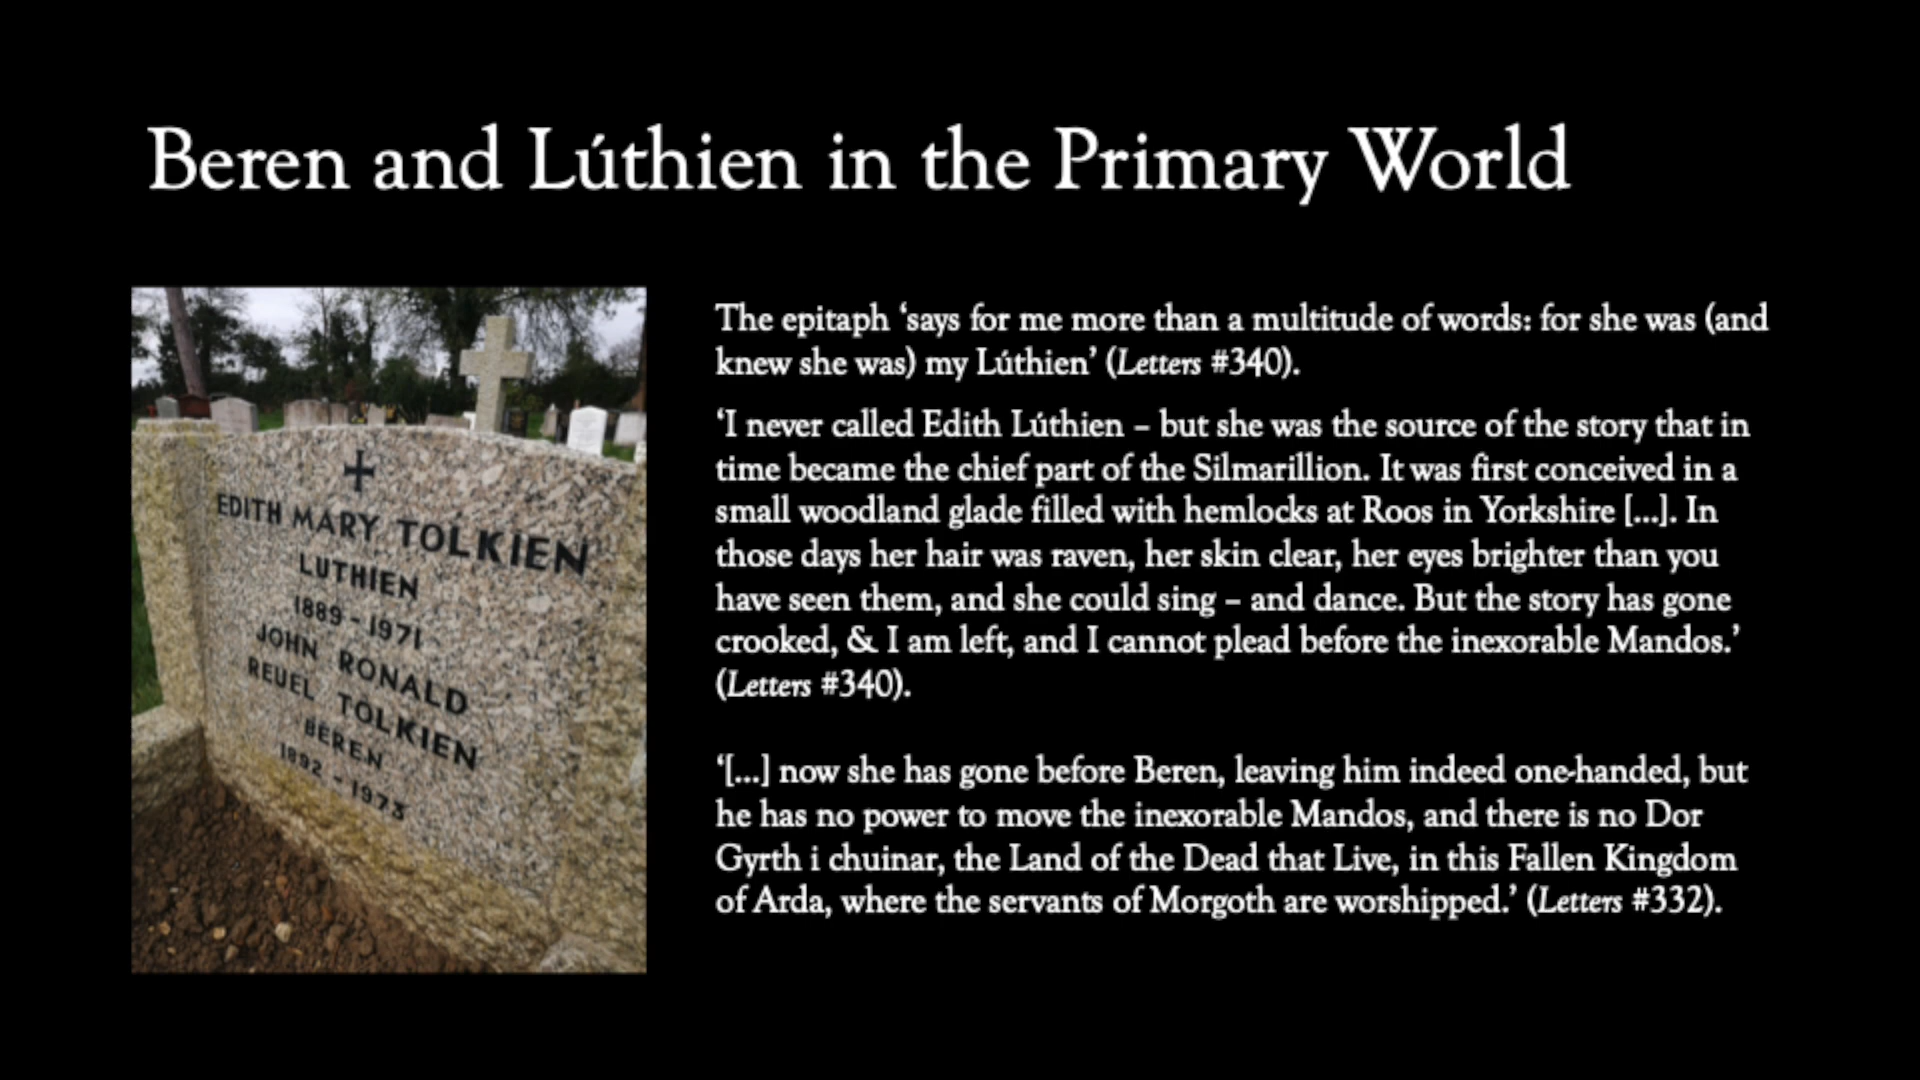 Beren and Lúthien in the Primary World
EDITH MARY TOLKIEN
LUTHIEN
1889 - 1971
JOHN RONALD
REUEL TOLKIEN
BEREN
1892 - 1973
The epitaph ‘says for me more than a multitude of words: for she was (and
knew she was) my Lúthien’ (Letters #340).
‘I never called Edith Lúthien – but she was the source of the story that in
time became the chief part of the Silmarillion. It was first conceived in a
small woodland glade filled with hemlocks at Roos in Yorkshire [...]. In
those days her hair was raven, her skin clear, her eyes brighter than you
have seen them, and she could sing – and dance. But the story has gone
crooked, & I am left, and I cannot plead before the inexorable Mandos.’
(Letters #340).
‘[...] now she has gone before Beren, leaving him indeed one-handed, but
he has no power to move the inexorable Mandos, and there is no Dor
Gyrth i chuinar, the Land of the Dead that Live, in this Fallen Kingdom
of Arda, where the servants of Morgoth are worshipped.’ (Letters #332).